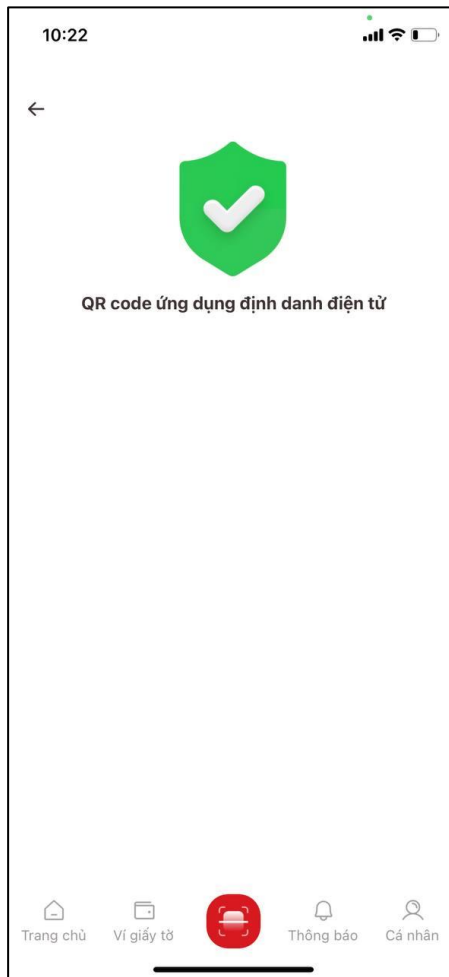 10:22
QR code ứng dụng định danh điện tử
Trang chủ
Ví giấy tờ
Thông báo
Cá nhân